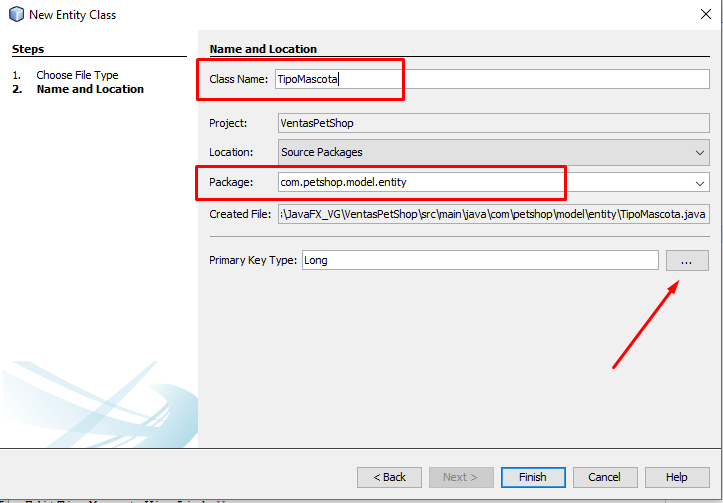 New Entity Class
Steps
1. Choose File Type
2. Name and Location
Name and Location
Class Name: TipoMascota
Project: VentasPetShop
Location: Source Packages
Package: com.petshop.model.entity
Created File: :\JavaFX_VG\VentasPetShop\src\main\java\com\petshop\model\entity\TipoMascota.java
Primary Key Type: Long
...
< Back
Next >
Finish
Cancel
Help